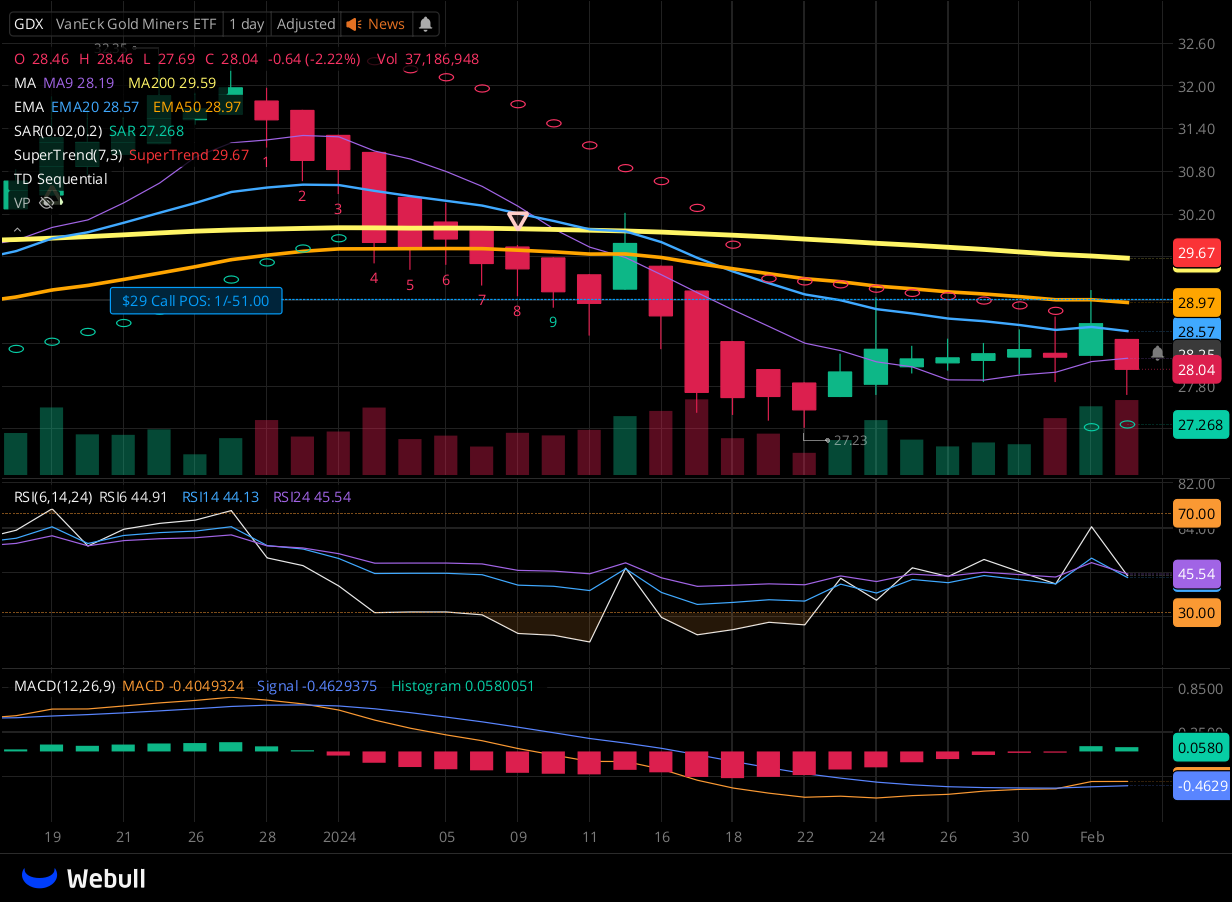 GDX VanEck Gold Miners ETF 1 day Adjusted News
O 28.46 H 28.46 L 27.69 C 28.04 -0.64 (-2.22%) Vol 37,186,948
MA MA9 28.19 MA200 29.59
EMA EMA20 28.57 EMA50 28.97
SAR(0.02,0.2) SAR 27.268
SuperTrend(7,3) SuperTrend 29.67
TD Sequential
VP
32.60
32.00
31.40
30.80
30.20
29.67
28.97
28.57
28.25
28.04
27.80
27.268
1
2
3
4
5
6
7
8
9
$29 Call POS: 1/-51.00
27.23
RSI(6,14,24) RSI6 44.91 RSI14 44.13 RSI24 45.54
82.00
70.00
64.00
45.54
30.00
MACD(12,26,9) MACD -0.4049324 Signal -0.4629375 Histogram 0.0580051
0.8500
0.0580
-0.4629
19 21 26 28 2024 05 09 11 16 18 22 24 26 30 Feb
Webull